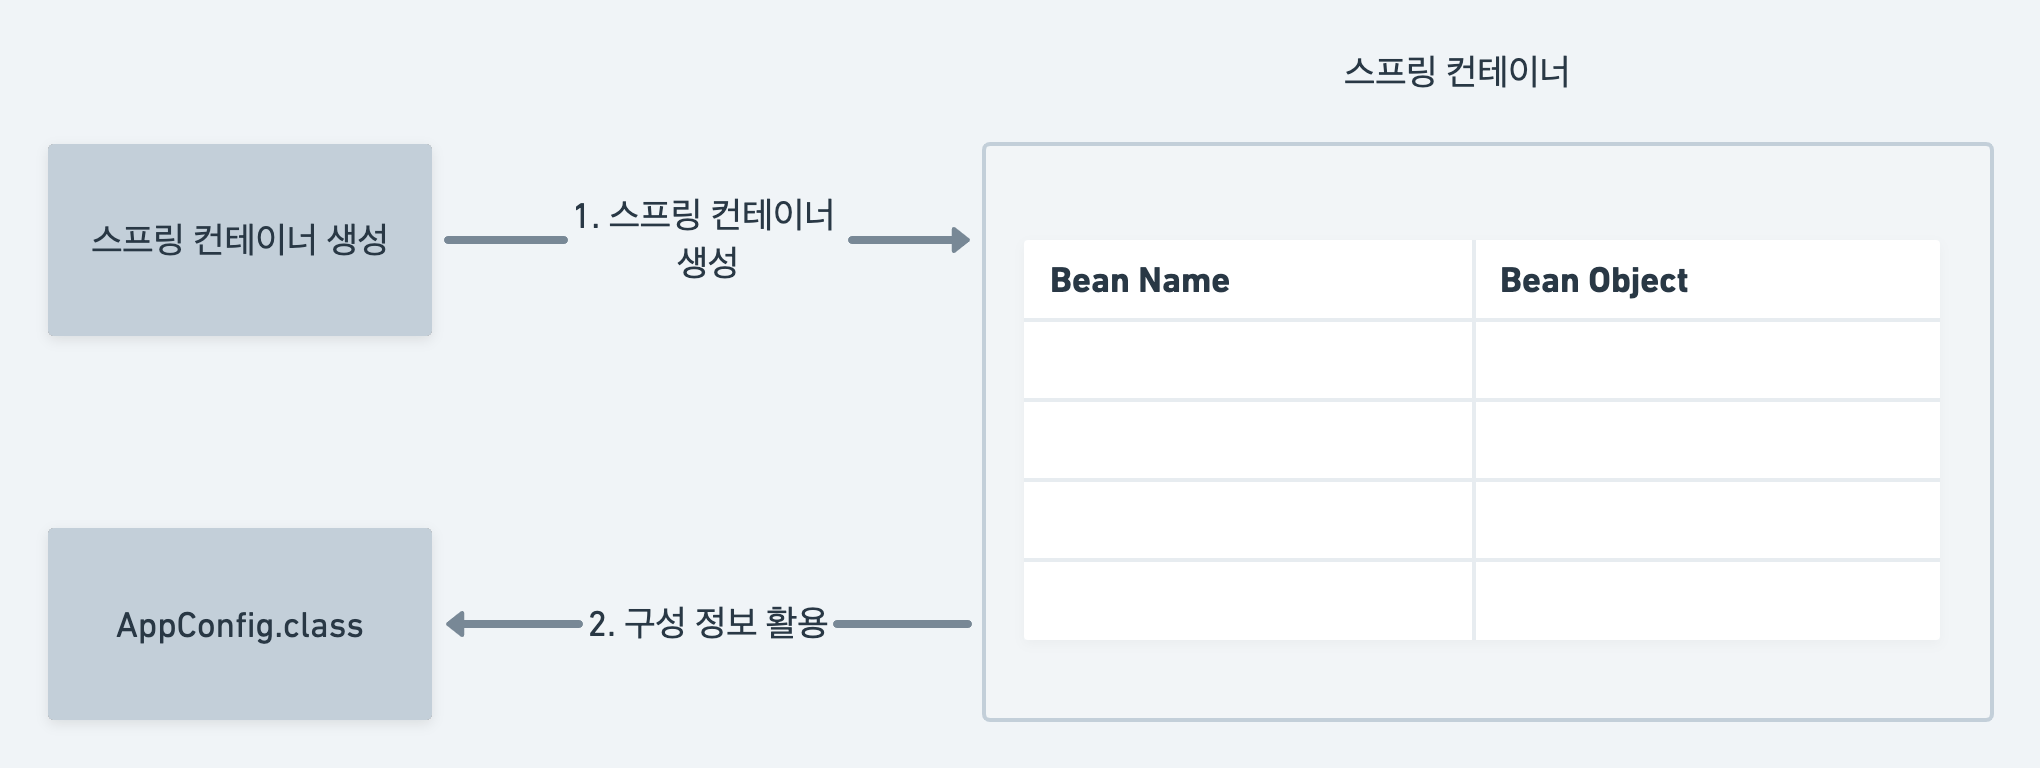 스프링 컨테이너
스프링 컨테이너 생성
1. 스프링 컨테이너
생성
Bean Name
Bean Object
AppConfig.class
2. 구성 정보 활용